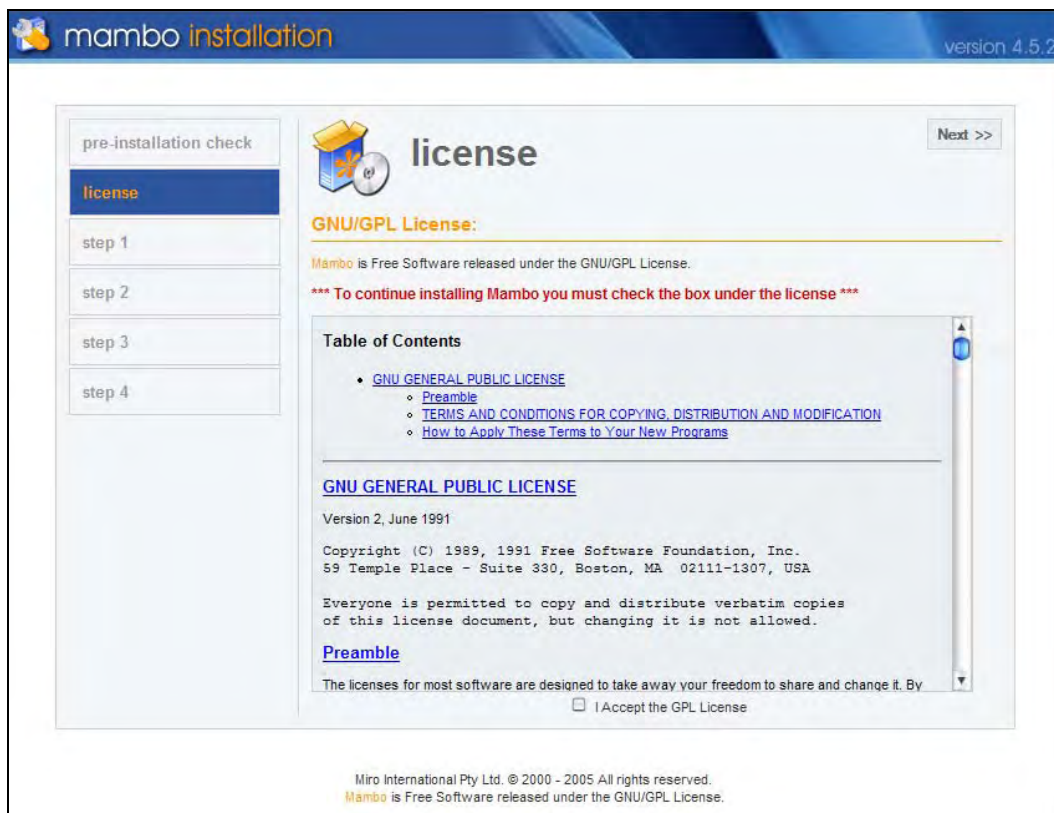 mambo installation
version 4.5.2
pre-installation check
license
step 1
step 2
step 3
step 4
license
Next >>
GNU/GPL License:
Mambo is Free Software released under the GNU/GPL License.
*** To continue installing Mambo you must check the box under the license ***
Table of Contents
GNU GENERAL PUBLIC LICENSE
Preamble
TERMS AND CONDITIONS FOR COPYING, DISTRIBUTION AND MODIFICATION
How to Apply These Terms to Your New Programs
GNU GENERAL PUBLIC LICENSE
Version 2, June 1991
Copyright (C) 1989, 1991 Free Software Foundation, Inc.
59 Temple Place - Suite 330, Boston, MA  02111-1307, USA
Everyone is permitted to copy and distribute verbatim copies
of this license document, but changing it is not allowed.
Preamble
The licenses for most software are designed to take away your freedom to share and change it. By
I Accept the GPL License
Miro International Pty Ltd. © 2000 - 2005 All rights reserved.
Mambo is Free Software released under the GNU/GPL License.